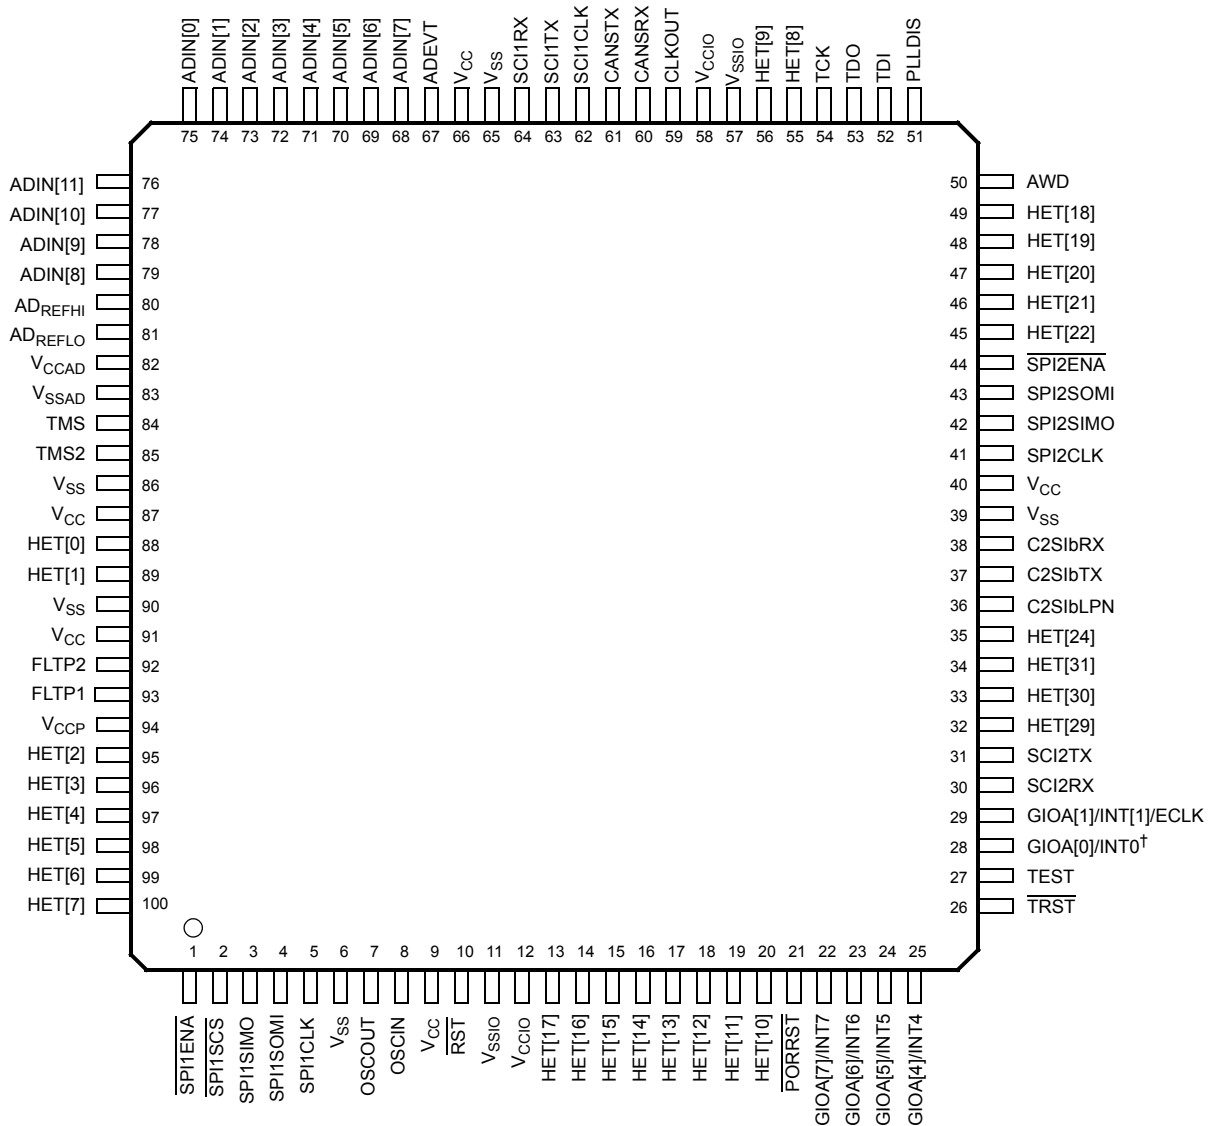 ADIN[0]
ADIN[1]
ADIN[2]
ADIN[3]
ADIN[4]
ADIN[5]
ADIN[6]
ADIN[7]
ADEVT
VCC
VSS
SCI1RX
SCI1TX
SCI1CLK
CANSTX
CANSRX
CLKOUT
VCCIO
VSSIO
HET[9]
HET[8]
TCK
TDO
TDI
PLLDIS
75 74 73 72 71 70 69 68 67 66 65 64 63 62 61 60 59 58 57 56 55 54 53 52 51
ADIN[11] 76
ADIN[10] 77
ADIN[9] 78
ADIN[8] 79
ADREFHI 80
ADREFLO 81
VCCAD 82
VSSAD 83
TMS 84
TMS2 85
VSS 86
VCC 87
HET[0] 88
HET[1] 89
VSS 90
VCC 91
FLTP2 92
FLTP1 93
VCCP 94
HET[2] 95
HET[3] 96
HET[4] 97
HET[5] 98
HET[6] 99
HET[7] 100
50 AWD
49 HET[18]
48 HET[19]
47 HET[20]
46 HET[21]
45 HET[22]
44 SPI2ENA
43 SPI2SOMI
42 SPI2SIMO
41 SPI2CLK
40 VCC
39 VSS
38 C2SIbRX
37 C2SIbTX
36 C2SIbLPN
35 HET[24]
34 HET[31]
33 HET[30]
32 HET[29]
31 SCI2TX
30 SCI2RX
29 GIOA[1]/INT[1]/ECLK
28 GIOA[0]/INT0†
27 TEST
26 TRST
1 2 3 4 5 6 7 8 9 10 11 12 13 14 15 16 17 18 19 20 21 22 23 24 25
SPI1ENA
SPI1SCS
SPI1SIMO
SPI1SOMI
SPI1CLK
VSS
OSCOUT
OSCIN
VCC
RST
VSSIO
VCCIO
HET[17]
HET[16]
HET[15]
HET[14]
HET[13]
HET[12]
HET[11]
HET[10]
PORRST
GIOA[7]/INT7
GIOA[6]/INT6
GIOA[5]/INT5
GIOA[4]/INT4